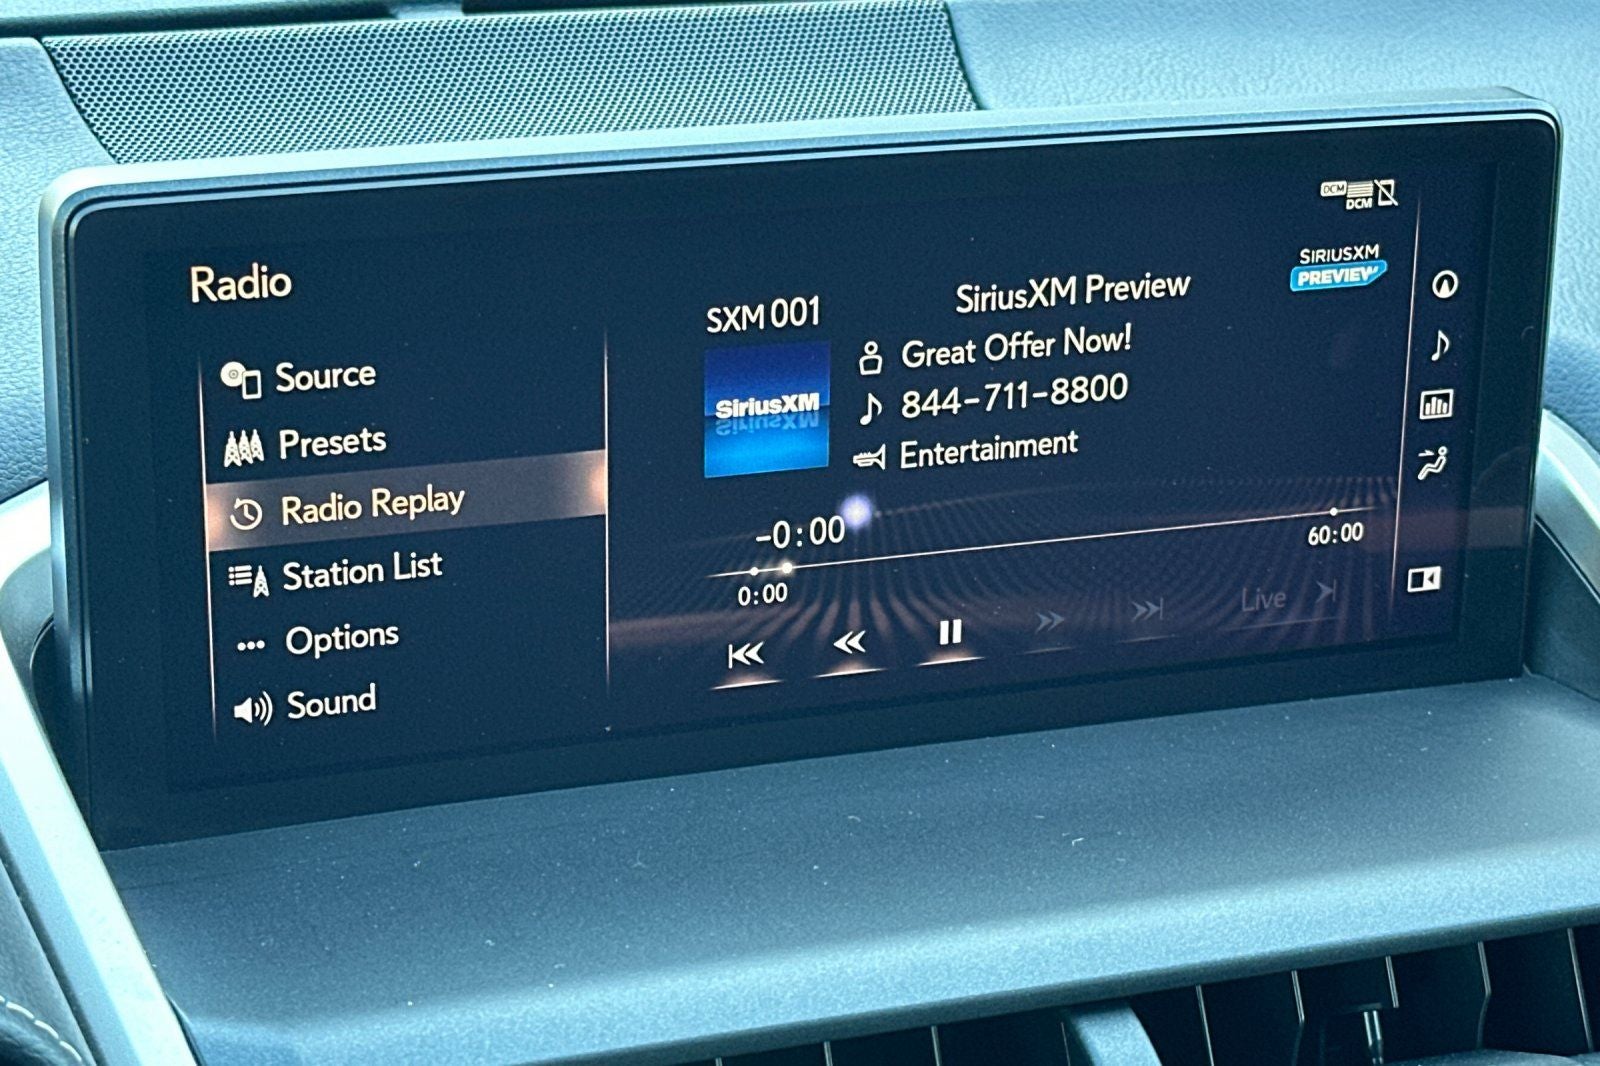 DCM
DCM
Radio
SIRIUSXM
PREVIEW
SXM 001
SiriusXM Preview
Source
Great Offer Now!
SiriusXM
844-711-8800
Presets
Entertainment
Radio Replay
-0:00
60:00
0:00
Station List
Live
Options
Sound